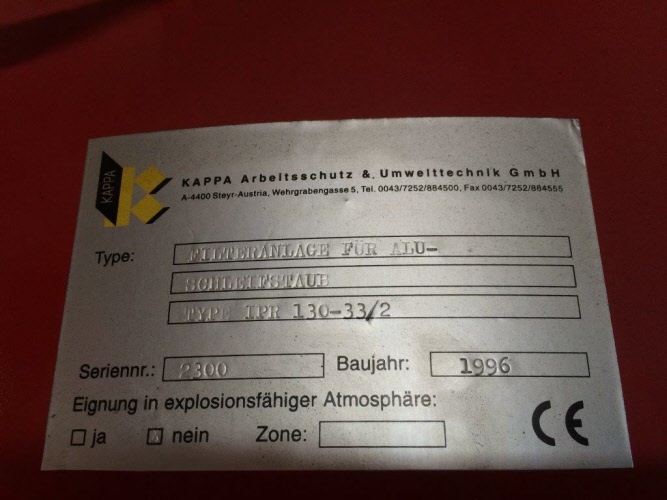 KAPPA
KAPPA Arbeitsschutz & Umwelttechnik GmbH
A-4400 Steyr-Austria, Wehrgrabengasse 5, Tel. 0043/7252/884500, Fax 0043/7252/884555
Type: FILTERANLAGE FÜR ALU-
SCHLEIFSTAUB
TYPE IPR 130-33/2
Seriennr.: 2300 Baujahr: 1996
Eignung in explosionsfähiger Atmosphäre:
☐ ja ☒ nein Zone:
CE